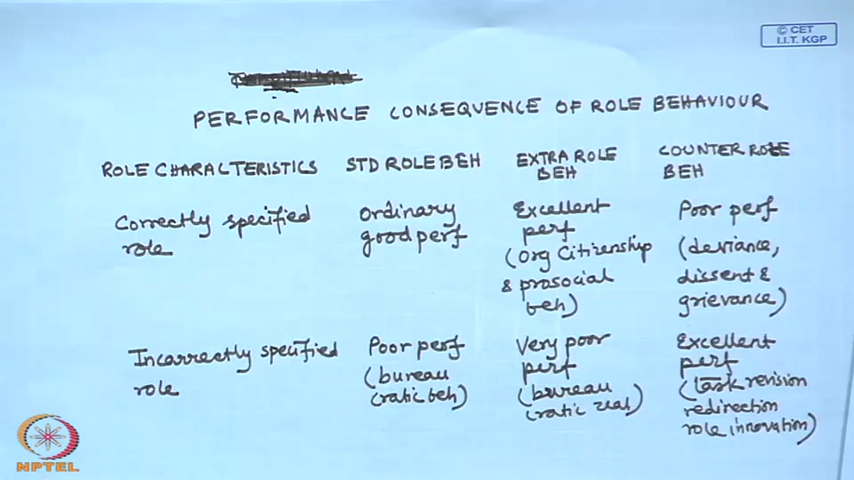 © CET
I.I.T. KGP
PERFORMANCE CONSEQUENCE OF ROLE BEHAVIOUR
ROLE CHARACTERISTICS STD ROLE BEH EXTRA ROLE BEH COUNTER ROLE BEH
Correctly specified role
Ordinary
good perf
Excellent
perf
(Org Citizenship
& prosocial
beh)
Poor perf
(deviance,
dissent &
grievance)
Incorrectly specified
role
Poor perf
(bureau
cratic beh)
Very poor
perf
(bureau
cratic zeal)
Excellent
perf
(task revision
redirection
role innovation)
NPTEL